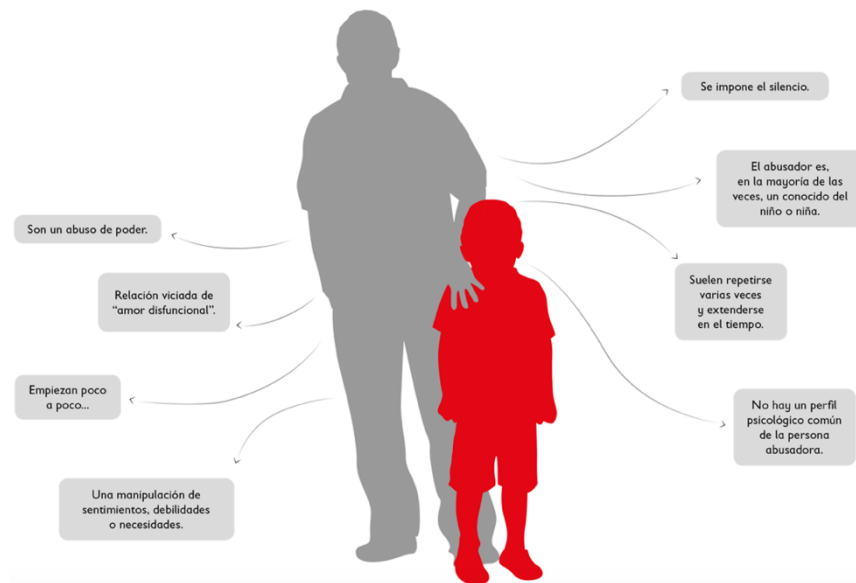 Son un abuso de poder.
Relación viciada de
“amor disfuncional”.
Empiezan poco
a poco...
Una manipulación de
sentimientos, debilidades
o necesidades.
Se impone el silencio.
El abusador es,
en la mayoría de las
veces, un conocido del
niño o niña.
Suelen repetirse
varias veces
y extenderse
en el tiempo.
No hay un perfil
psicológico común
de la persona
abusadora.